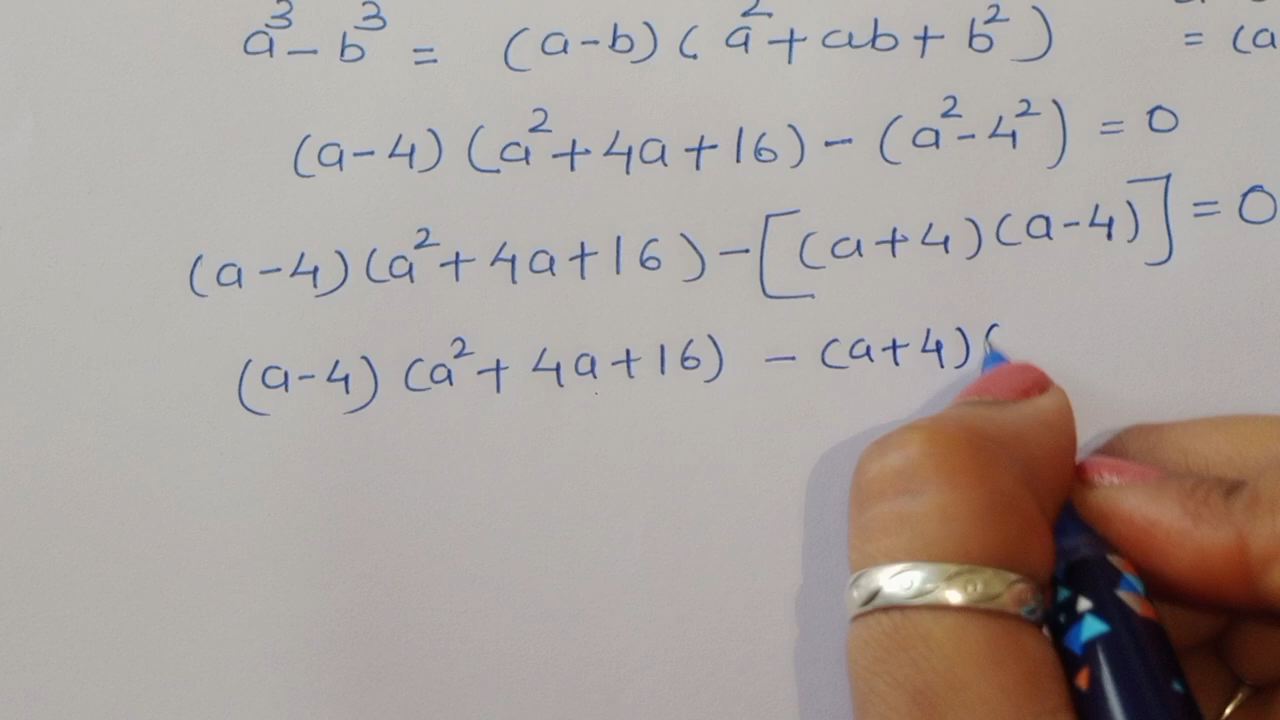 a³-b³ = (a-b)(a²+ab+b²) = (a
(a-4)(a²+4a+16)-(a²-4²) = 0
(a-4)(a²+4a+16)-[(a+4)(a-4)] = 0
(a-4)(a²+4a+16) -(a+4)(